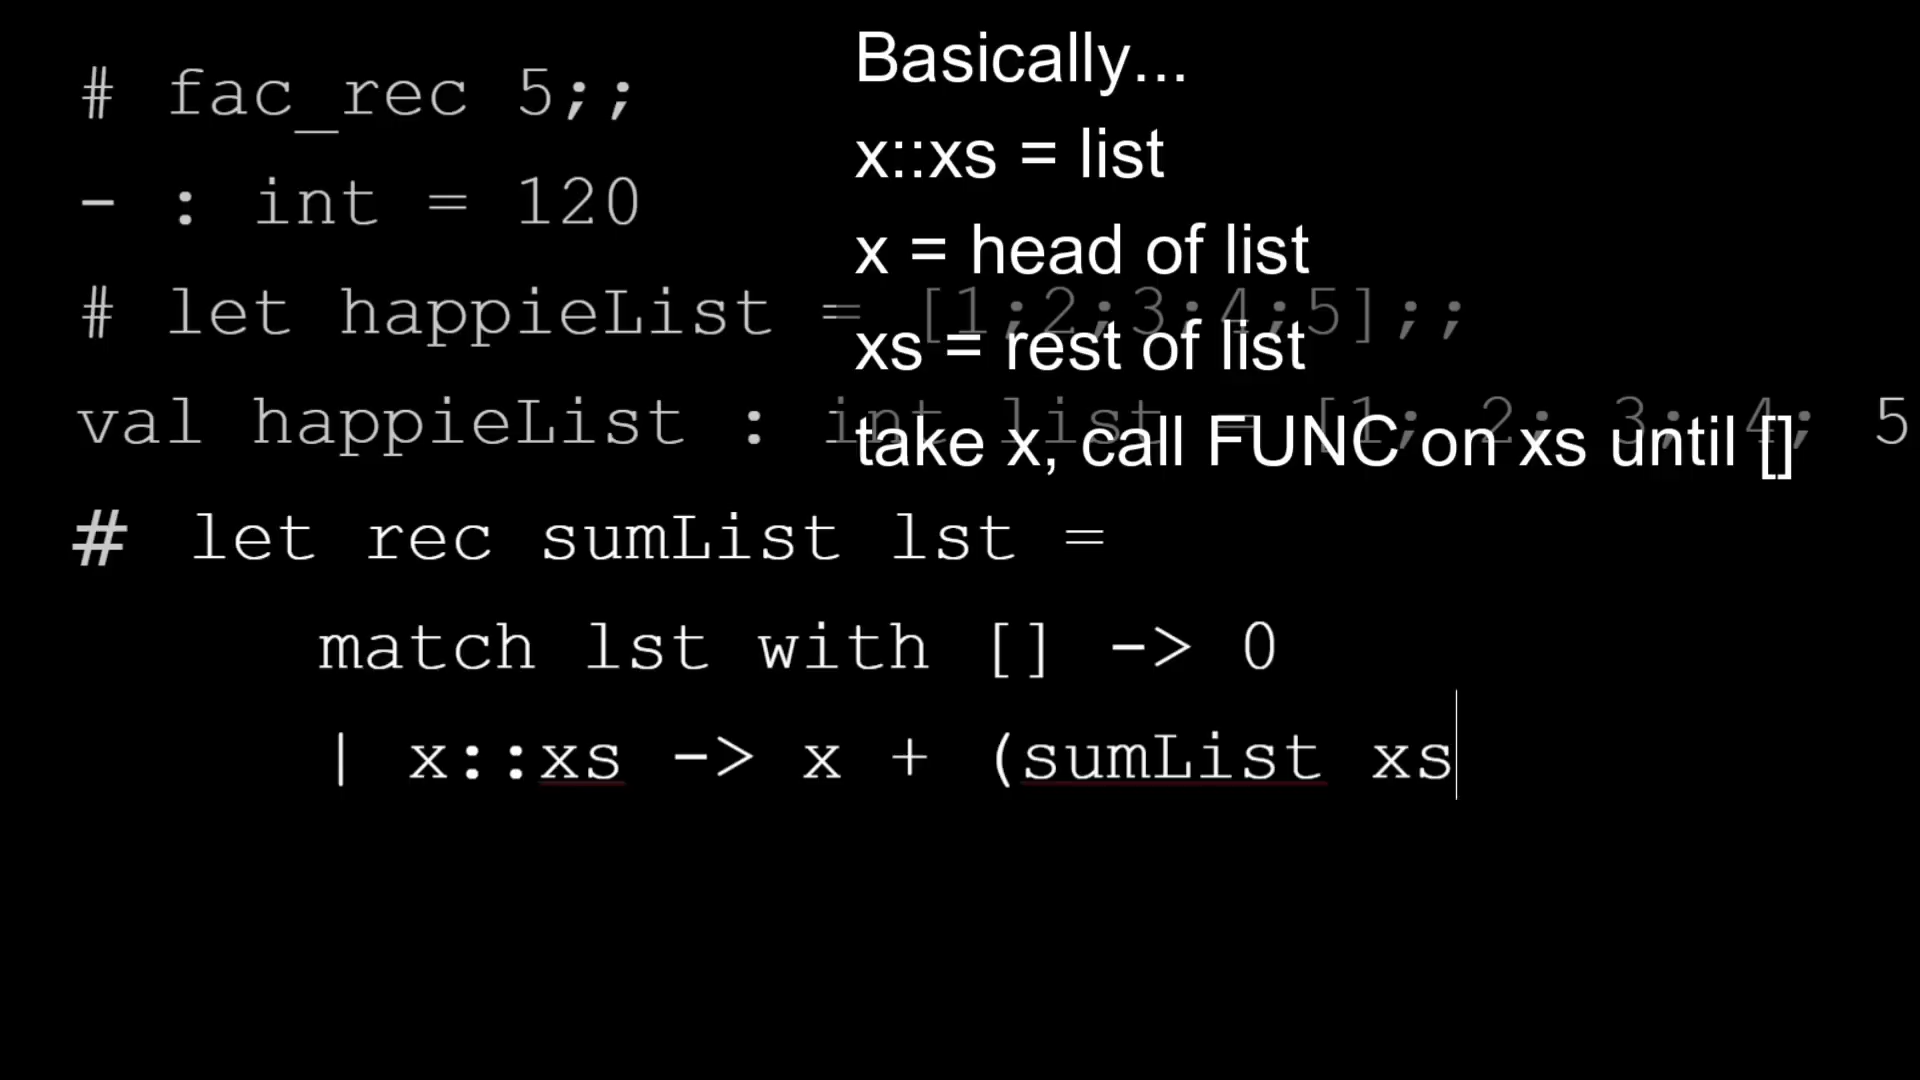 # fac_rec 5;;
- : int = 120
# let happieList = [1;2;3;4;5];;
val happieList : int list = [1; 2; 3; 4; 5
# let rec sumList lst =
match lst with [] -> 0
| x::xs -> x + (sumList xs
Basically...
x::xs = list
x = head of list
xs = rest of list
take x, call FUNC on xs until []